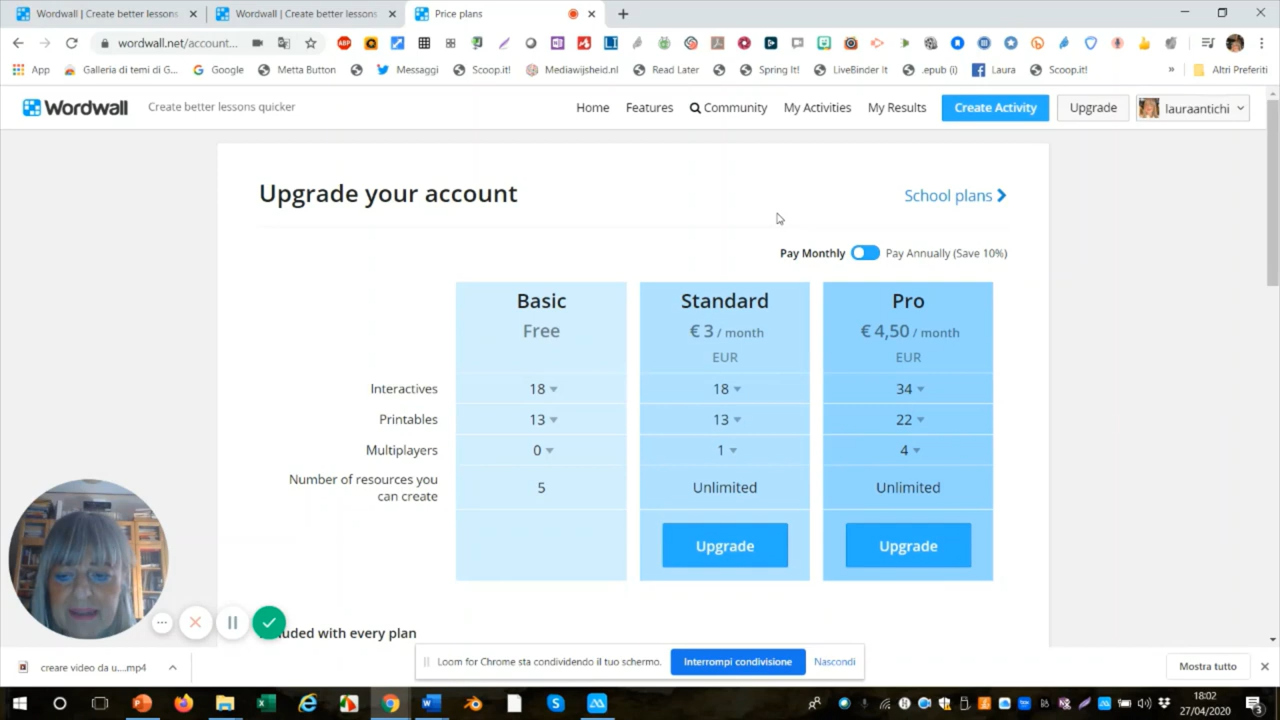 Wordwall | Create better lessons
Wordwall | Create better lessons
Price plans
wordwall.net/account...
ABP
App
Galleria di temi di G...
Google
Metta Button
Messaggi
Scoop.it!
Mediawijsheid.nl
Read Later
Spring It!
LiveBinder It
.epub (i)
Laura
Scoop.it!
»
Altri Preferiti
Wordwall
Create better lessons quicker
Home
Features
Community
My Activities
My Results
Create Activity
Upgrade
lauraantichi
Upgrade your account
School plans
Pay Monthly
Pay Annually (Save 10%)
Basic
Standard
Pro
Free
€ 3 / month
€ 4,50 / month
EUR
EUR
Interactives
18
18
34
Printables
13
13
22
Multiplayers
0
1
4
Number of resources you
can create
5
Unlimited
Unlimited
Upgrade
Upgrade
uded with every plan
Loom for Chrome sta condividendo il tuo schermo.
Interrompi condivisione
Nascondi
creare video da u....mp4
Mostra tutto
18:02
27/04/2020
3